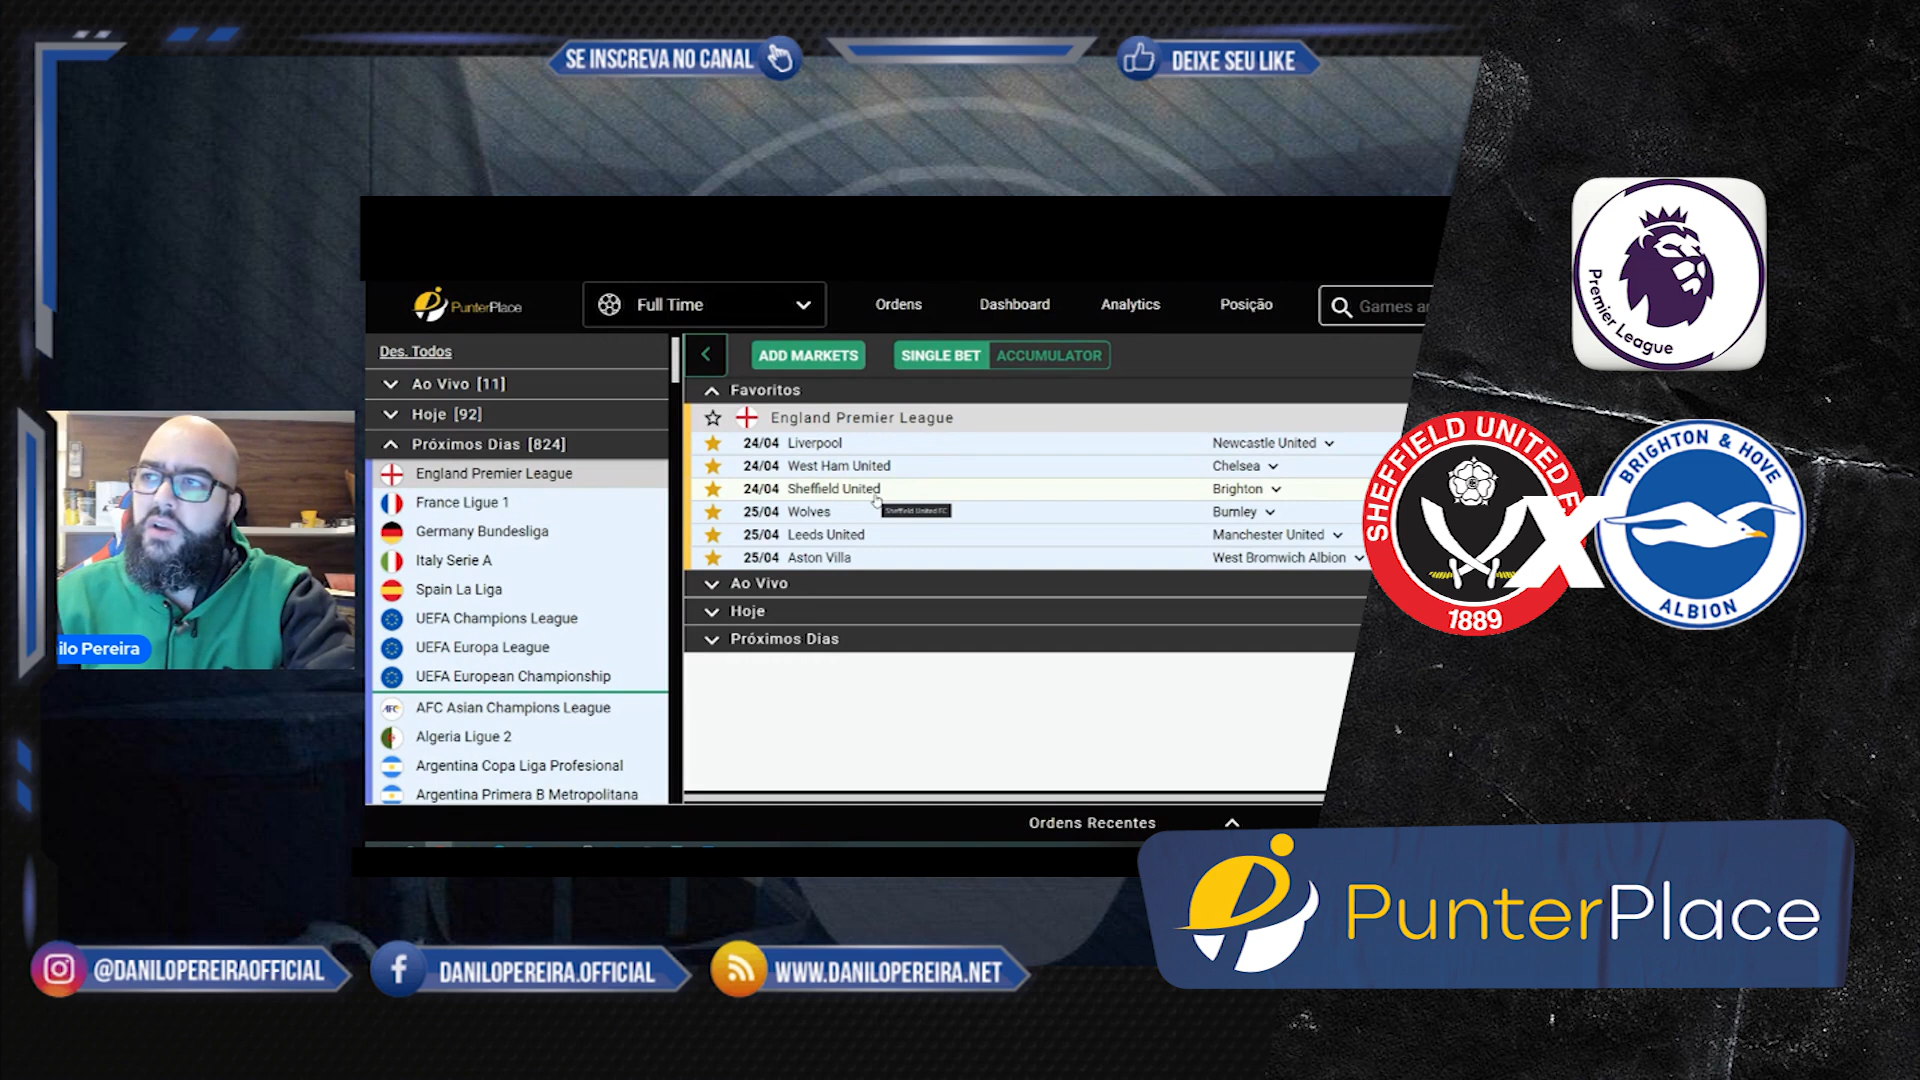 SE INSCREVA NO CANAL
DEIXE SEU LIKE
PunterPlace
Full Time
Ordens
Dashboard
Analytics
Posição
Games a
Des. Todos
Ao Vivo [11]
Hoje [92]
Próximos Dias [824]
England Premier League
France Ligue 1
Germany Bundesliga
Italy Serie A
Spain La Liga
UEFA Champions League
UEFA Europa League
UEFA European Championship
AFC Asian Champions League
Algeria Ligue 2
Argentina Copa Liga Profesional
Argentina Primera B Metropolitana
ADD MARKETS
SINGLE BET
ACCUMULATOR
Favoritos
England Premier League
24/04 Liverpool Newcastle United
24/04 West Ham United Chelsea
24/04 Sheffield United Brighton
Sheffield United FC
25/04 Wolves Burnley
25/04 Leeds United Manchester United
25/04 Aston Villa West Bromwich Albion
Ao Vivo
Hoje
Próximos Dias
Ordens Recentes
ilo Pereira
Premier League
SHEFFIELD UNITED F
1889
X
BRIGHTON & HOVE
ALBION
PunterPlace
@DANILOPEREIRAOFFICIAL
DANILOPEREIRA.OFFICIAL
WWW.DANILOPEREIRA.NET